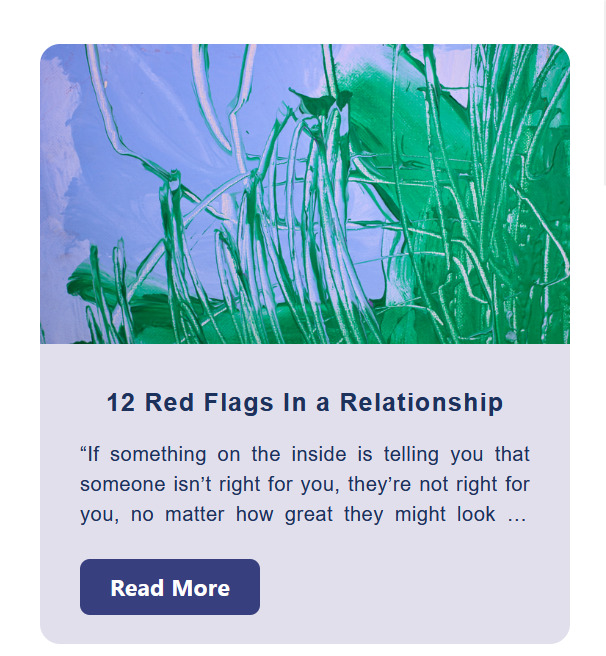 12 Red Flags In a Relationship
“If something on the inside is telling you that
someone isn’t right for you, they’re not right for
you, no matter how great they might look …
Read More